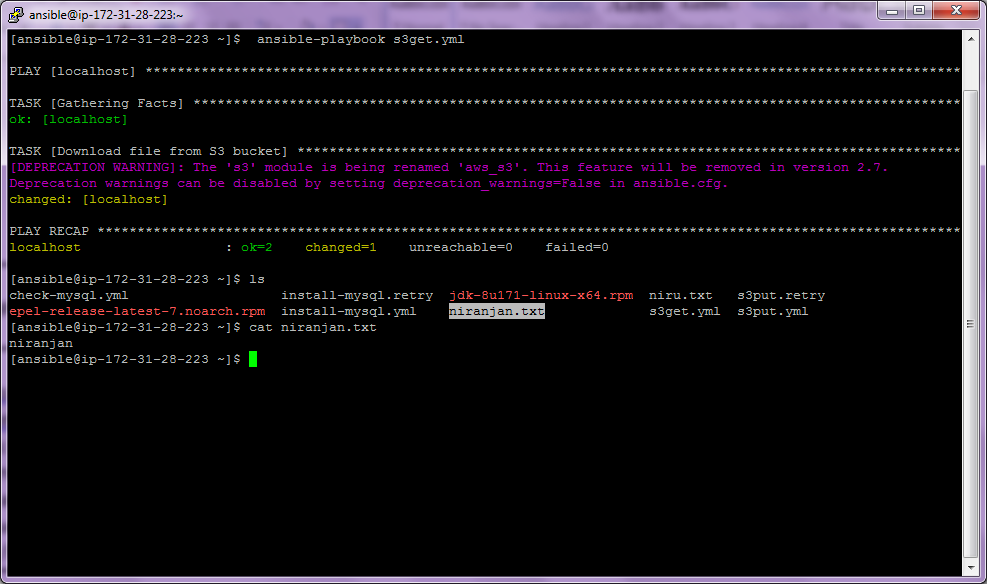 ansible@ip-172-31-28-223:~
[ansible@ip-172-31-28-223 ~]$  ansible-playbook s3get.yml
PLAY [localhost] ******************************************************************************************************
TASK [Gathering Facts] ************************************************************************************************
ok: [localhost]
TASK [Download file from S3 bucket] ***********************************************************************************
[DEPRECATION WARNING]: The 's3' module is being renamed 'aws_s3'. This feature will be removed in version 2.7.
Deprecation warnings can be disabled by setting deprecation_warnings=False in ansible.cfg.
changed: [localhost]
PLAY RECAP ************************************************************************************************************
localhost                  : ok=2    changed=1    unreachable=0    failed=0
[ansible@ip-172-31-28-223 ~]$ ls
check-mysql.yml                   install-mysql.retry  jdk-8u171-linux-x64.rpm  niru.txt   s3put.retry
epel-release-latest-7.noarch.rpm  install-mysql.yml    niranjan.txt             s3get.yml  s3put.yml
[ansible@ip-172-31-28-223 ~]$ cat niranjan.txt
niranjan
[ansible@ip-172-31-28-223 ~]$